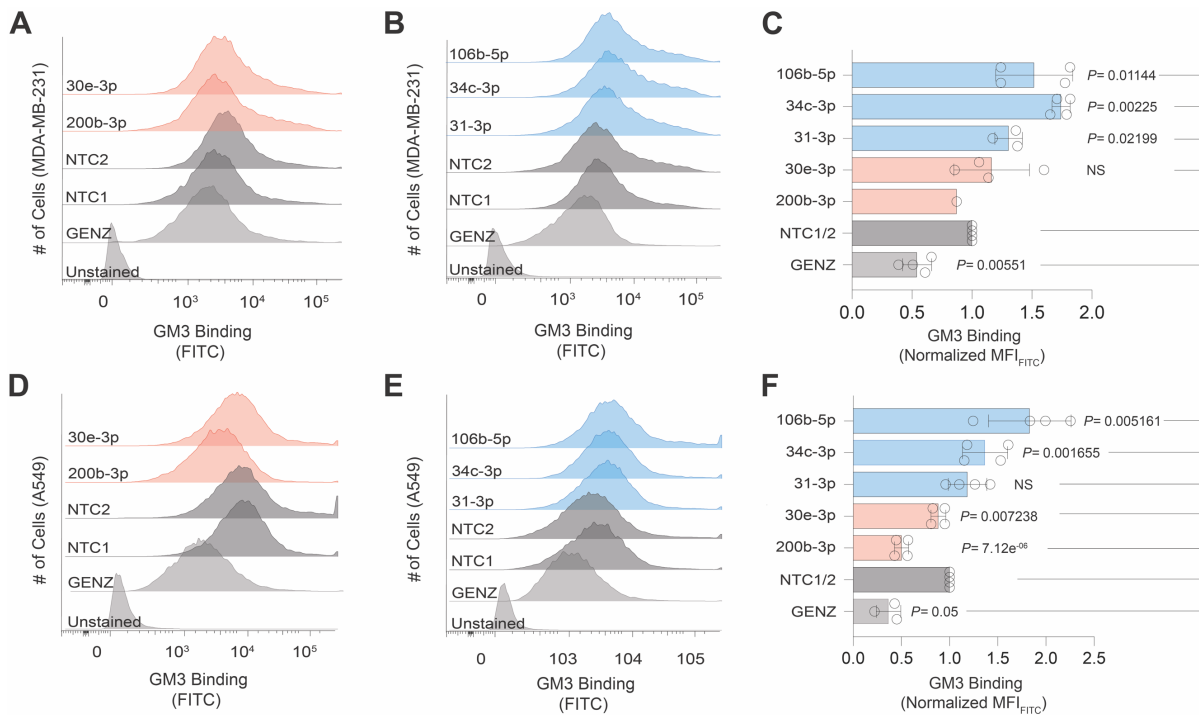 A
# of Cells (MDA-MB-231)
30e-3p
200b-3p
NTC2
NTC1
GENZ
Unstained
0
10³
10⁴
10⁵
GM3 Binding
(FITC)
B
# of Cells (MDA-MB-231)
106b-5p
34c-3p
31-3p
NTC2
NTC1
GENZ
Unstained
0
10³
10⁴
10⁵
GM3 Binding
(FITC)
C
106b-5p
P= 0.01144
34c-3p
P= 0.00225
31-3p
P= 0.02199
30e-3p
NS
200b-3p
NTC1/2
GENZ
P= 0.00551
0.0 0.5 1.0 1.5 2.0
GM3 Binding
(Normalized MFI_FITC)
D
# of Cells (A549)
30e-3p
200b-3p
NTC2
NTC1
GENZ
Unstained
0
10³
10⁴
10⁵
GM3 Binding
(FITC)
E
# of Cells (A549)
106b-5p
34c-3p
31-3p
NTC2
NTC1
GENZ
Unstained
0
103
104
105
GM3 Binding
(FITC)
F
106b-5p
P= 0.005161
34c-3p
P= 0.001655
31-3p
NS
30e-3p
P= 0.007238
200b-3p
P= 7.12e⁻⁰⁶
NTC1/2
GENZ
P= 0.05
0.0 0.5 1.0 1.5 2.0 2.5
GM3 Binding
(Normalized MFI_FITC)